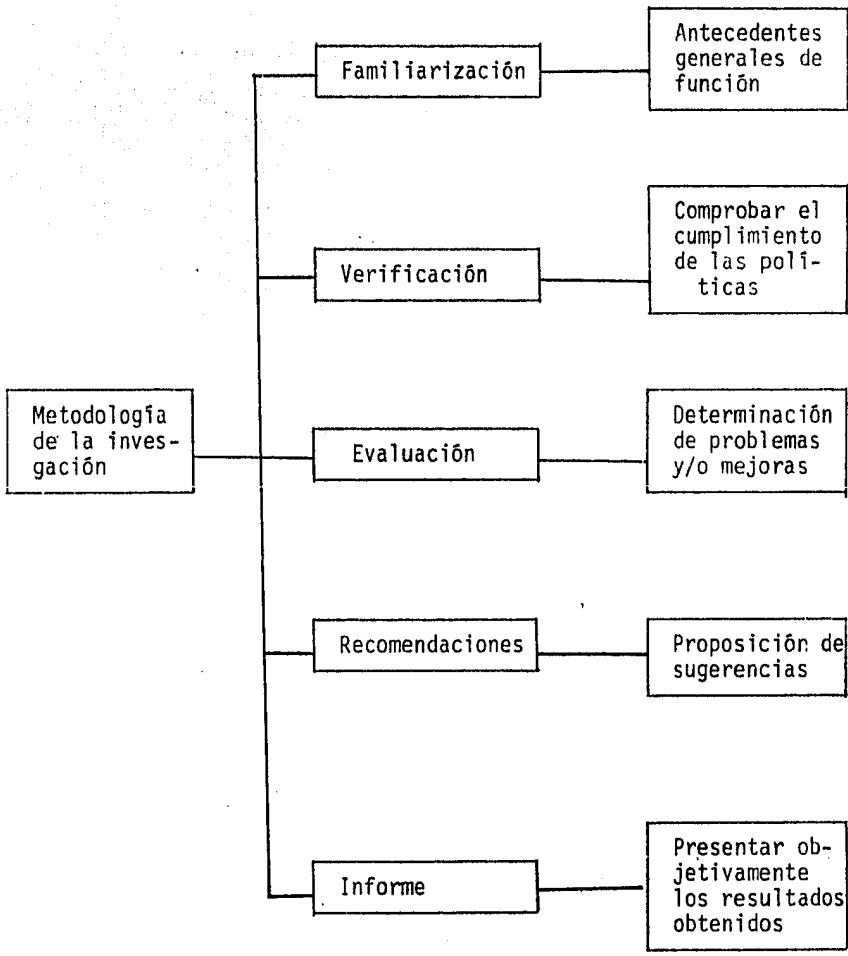 Antecedentes
generales de
función
Familiarización
Comprobar el
cumplimiento
de las polí-
ticas
Verificación
Metodología
de la inves-
gación
Evaluación
Determinación
de problemas
y/o mejoras
Recomendaciones
Proposición de
sugerencias
Informe
Presentar ob-
jetivamente
los resultados
obtenidos